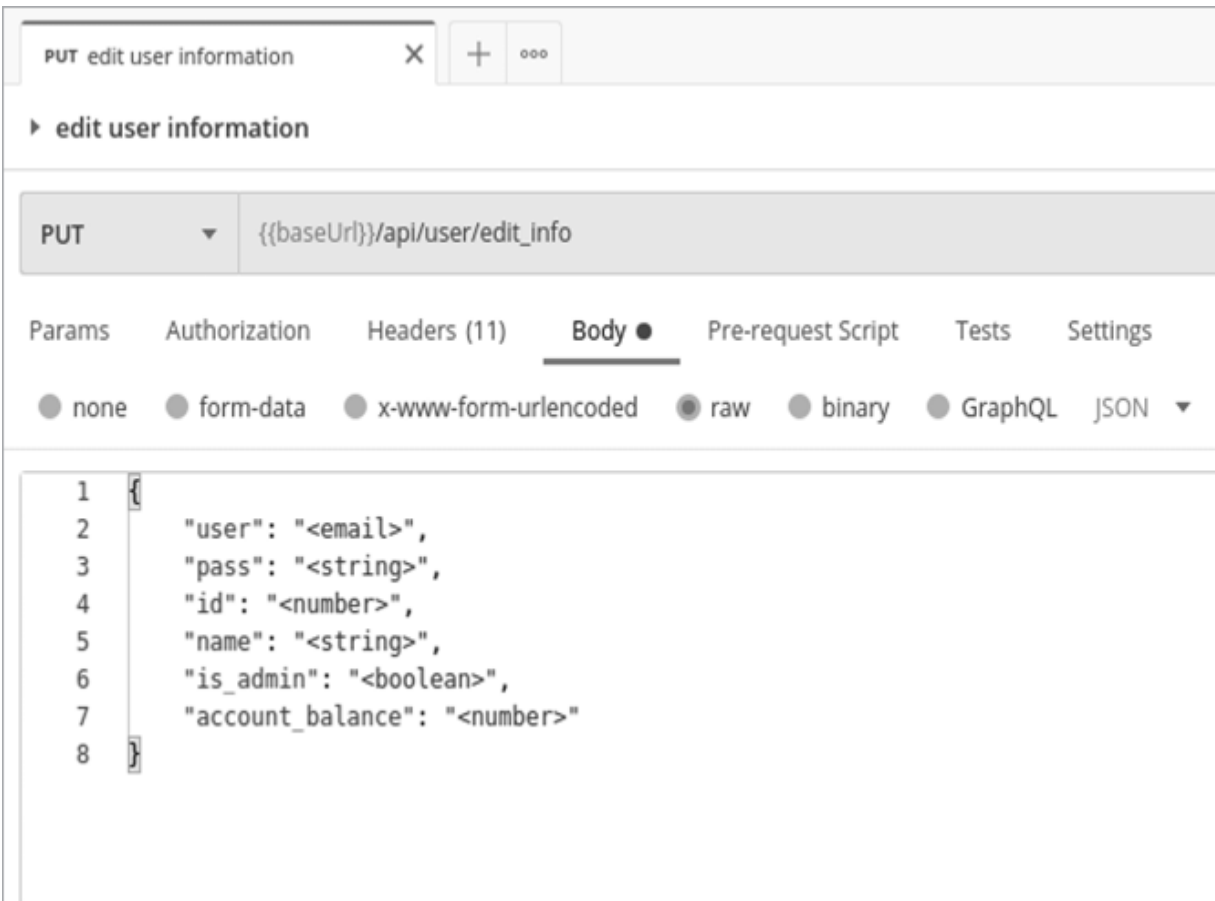 PUT edit user information × + ooo
edit user information
PUT {{baseUrl}}/api/user/edit_info
Params Authorization Headers (11) Body Pre-request Script Tests Settings
none form-data x-www-form-urlencoded raw binary GraphQL JSON
1 {
2 "user": "<email>",
3 "pass": "<string>",
4 "id": "<number>",
5 "name": "<string>",
6 "is_admin": "<boolean>",
7 "account_balance": "<number>"
8 }